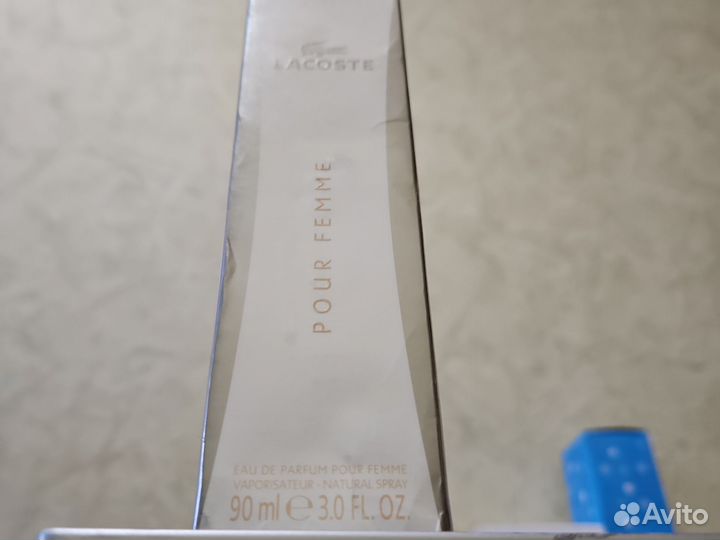 LACOSTE
POUR FEMME
EAU DE PARFUM POUR FEMME
VAPORISATEUR - NATURAL SPRAY
90 ml ℮ 3.0 FL. OZ.
Avito